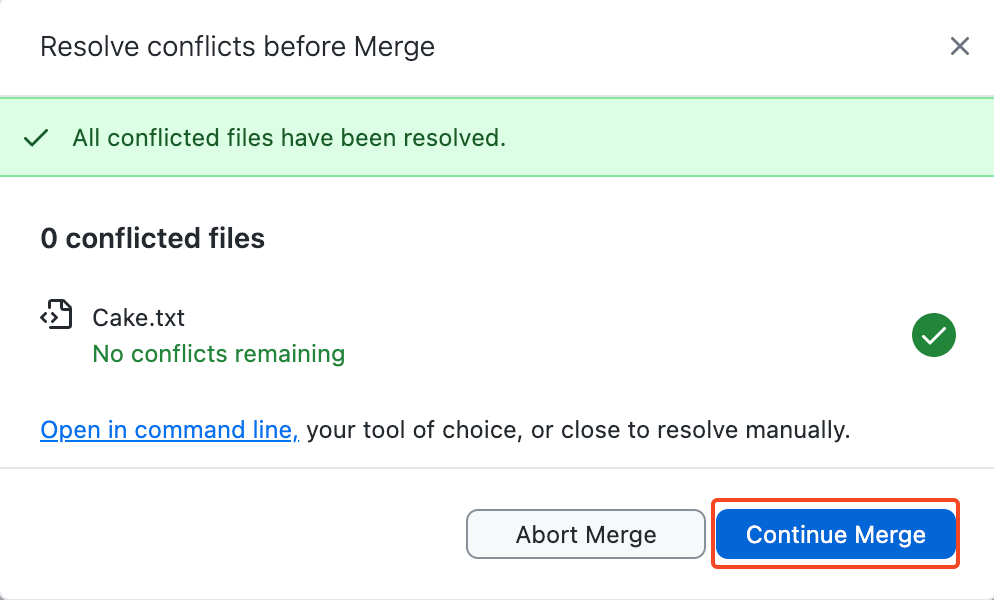 Resolve conflicts before Merge
All conflicted files have been resolved.
0 conflicted files
Cake.txt
No conflicts remaining
Open in command line, your tool of choice, or close to resolve manually.
Abort Merge
Continue Merge